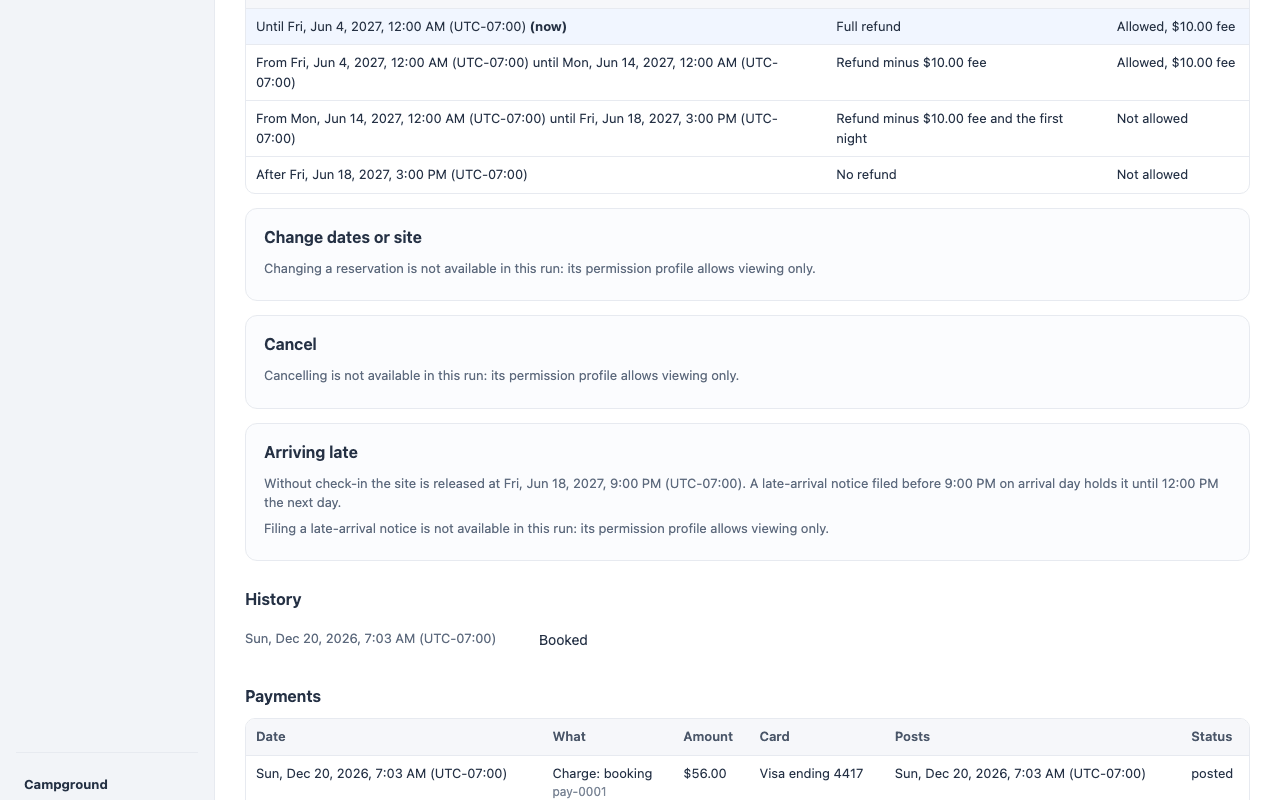 Until Fri, Jun 4, 2027, 12:00 AM (UTC-07:00) (now) Full refund Allowed, $10.00 fee
From Fri, Jun 4, 2027, 12:00 AM (UTC-07:00) until Mon, Jun 14, 2027, 12:00 AM (UTC- Refund minus $10.00 fee Allowed, $10.00 fee
07:00)
From Mon, Jun 14, 2027, 12:00 AM (UTC-07:00) until Fri, Jun 18, 2027, 3:00 PM (UTC- Refund minus $10.00 fee and the first Not allowed
07:00) night
After Fri, Jun 18, 2027, 3:00 PM (UTC-07:00) No refund Not allowed
Change dates or site
Changing a reservation is not available in this run: its permission profile allows viewing only.
Cancel
Cancelling is not available in this run: its permission profile allows viewing only.
Arriving late
Without check-in the site is released at Fri, Jun 18, 2027, 9:00 PM (UTC-07:00). A late-arrival notice filed before 9:00 PM on arrival day holds it until 12:00 PM
the next day.
Filing a late-arrival notice is not available in this run: its permission profile allows viewing only.
History
Sun, Dec 20, 2026, 7:03 AM (UTC-07:00) Booked
Payments
Date What Amount Card Posts Status
Sun, Dec 20, 2026, 7:03 AM (UTC-07:00) Charge: booking $56.00 Visa ending 4417 Sun, Dec 20, 2026, 7:03 AM (UTC-07:00) posted
pay-0001
Campground